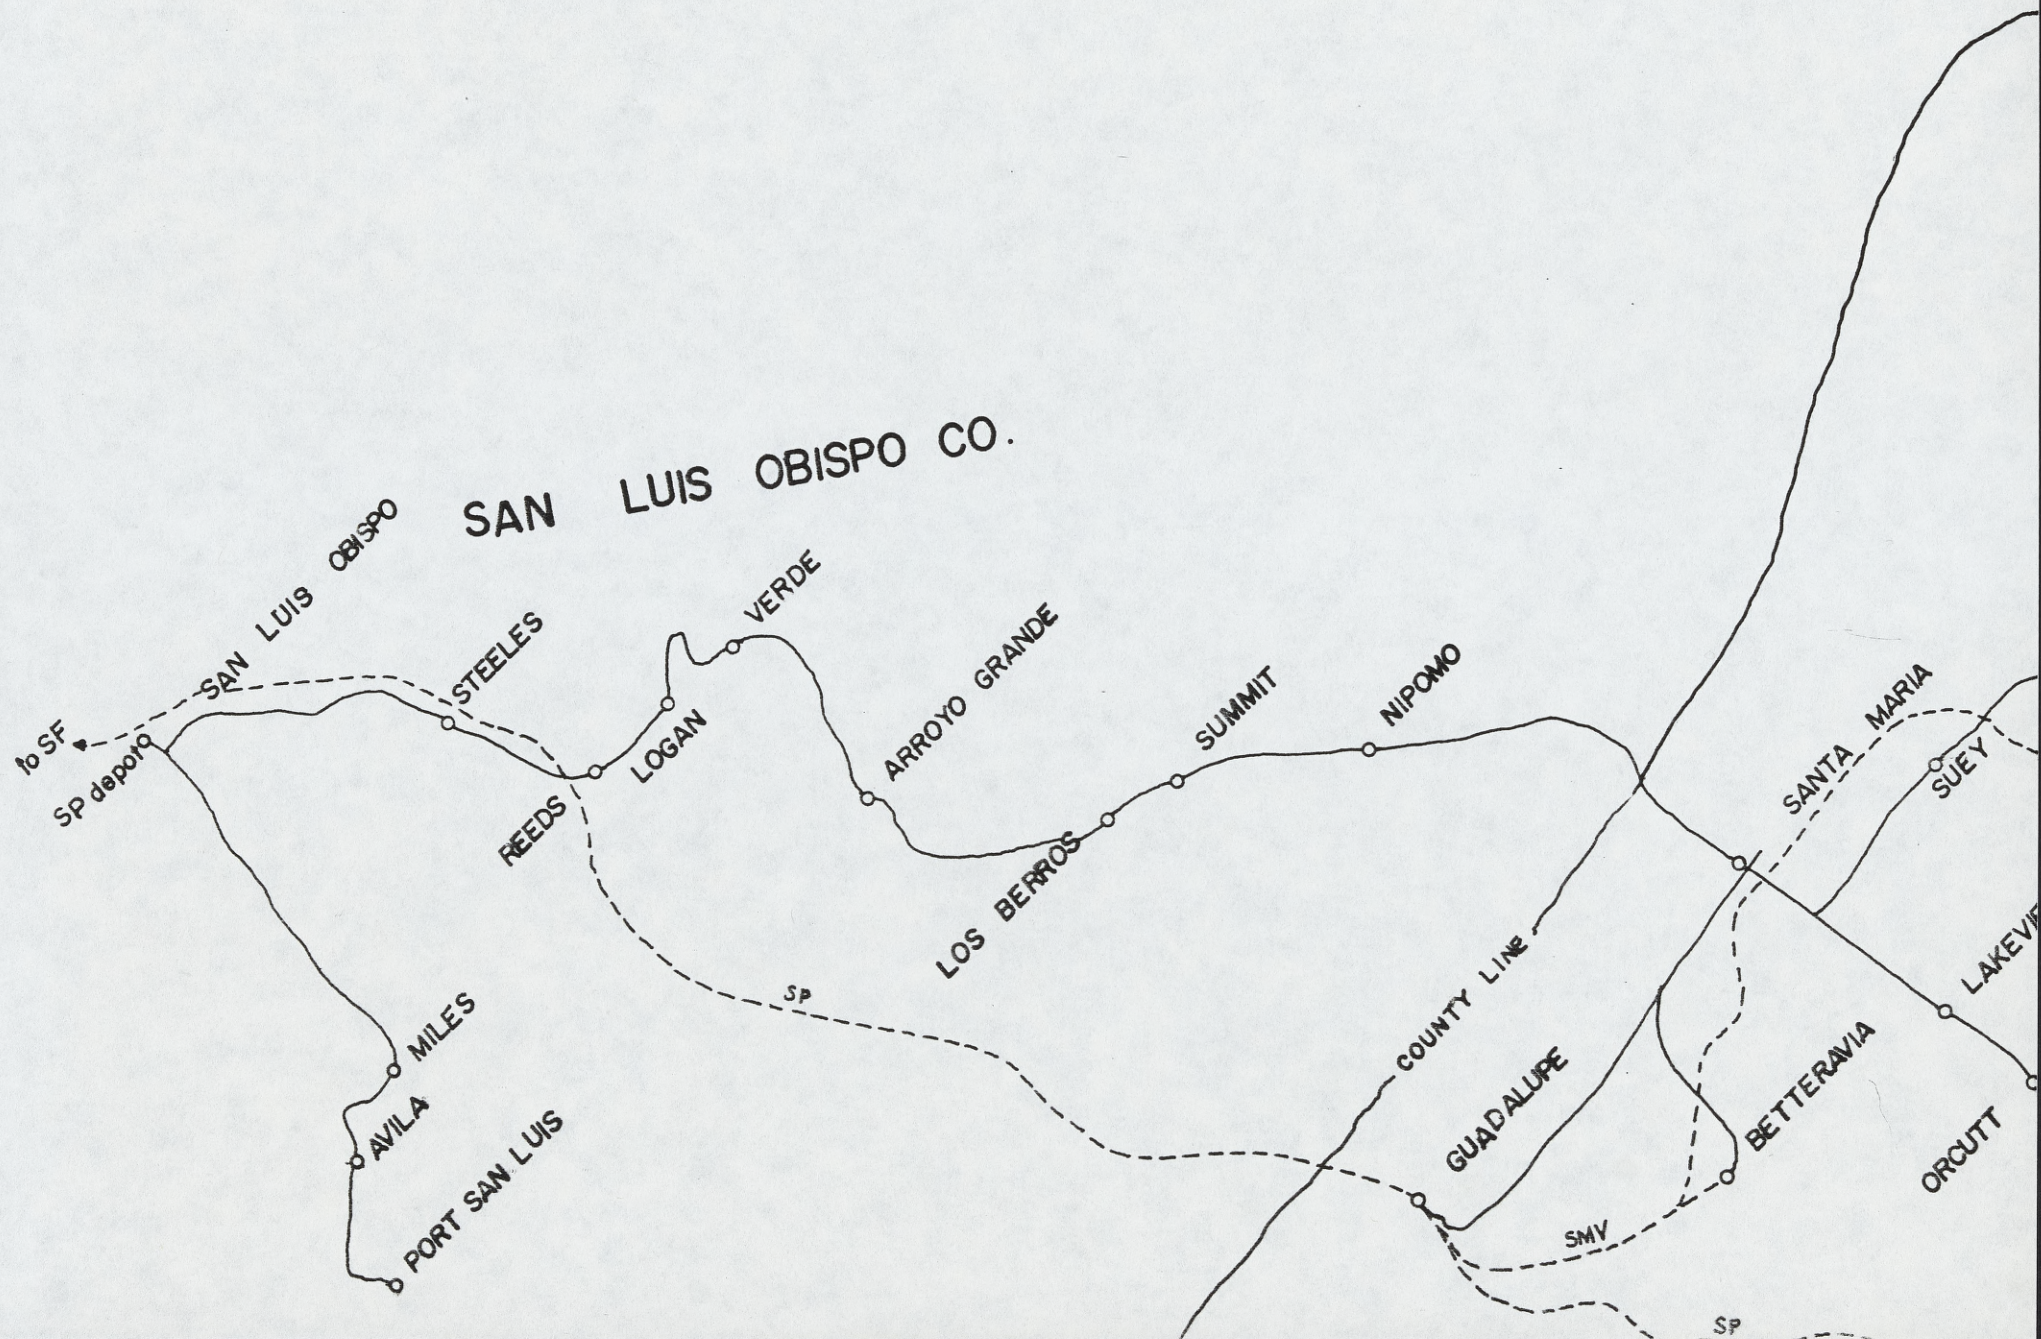 SAN LUIS OBISPO CO.
SAN LUIS OBISPO
to SF
SP depot
STEELES
REEDS
LOGAN
VERDE
ARROYO GRANDE
LOS BERROS
SUMMIT
NIPOMO
SANTA MARIA
SUEY
MILES
AVILA
PORT SAN LUIS
SP
COUNTY LINE
GUADALUPE
BETTERAVIA
ORCUTT
SMV
SP